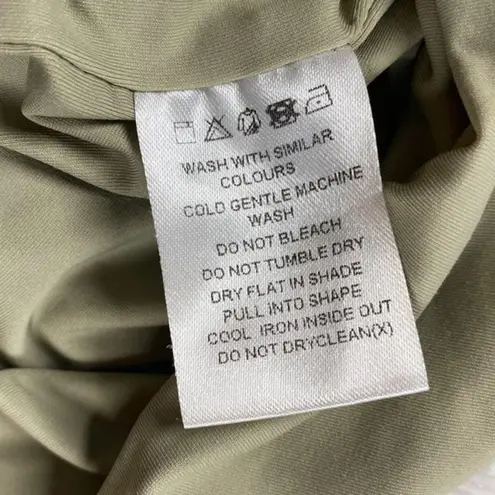 WASH WITH SIMILAR
COLOURS
COLD GENTLE MACHINE
WASH
DO NOT BLEACH
DO NOT TUMBLE DRY
DRY FLAT IN SHADE
PULL INTO SHAPE
COOL IRON INSIDE OUT
DO NOT DRYCLEAN(X)